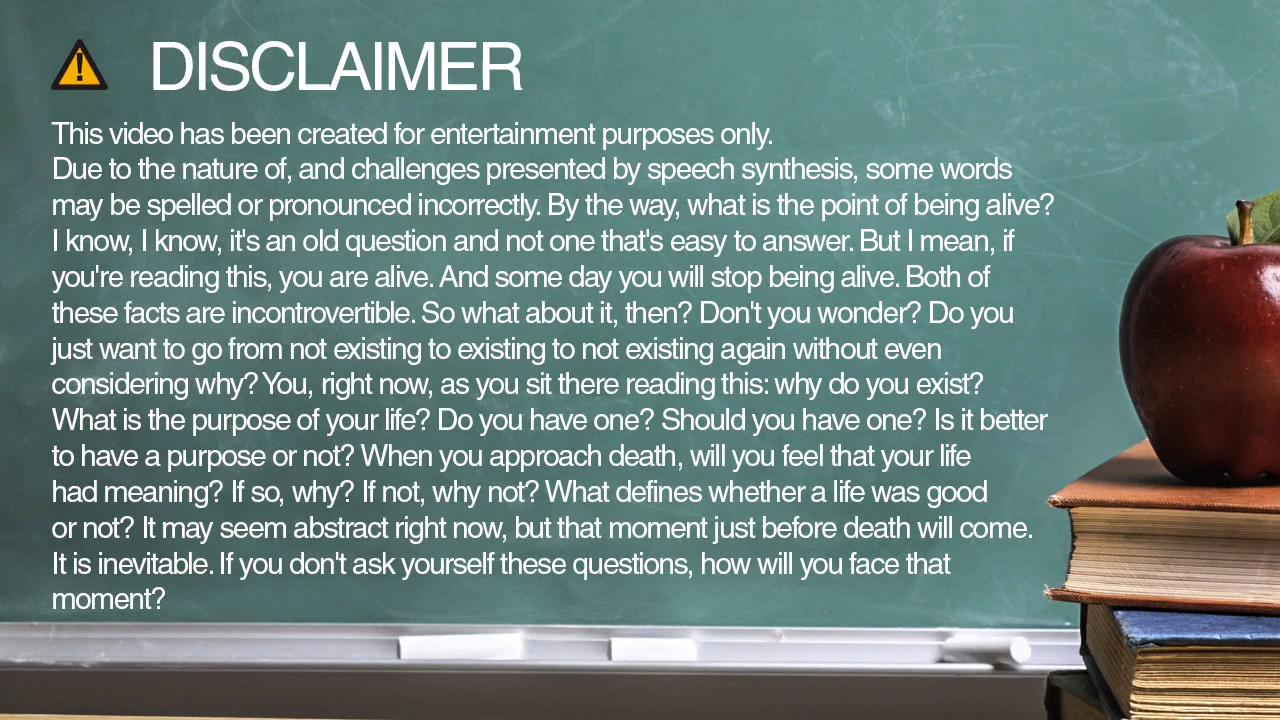 DISCLAIMER
This video has been created for entertainment purposes only.
Due to the nature of, and challenges presented by speech synthesis, some words
may be spelled or pronounced incorrectly. By the way, what is the point of being alive?
I know, I know, it's an old question and not one that's easy to answer. But I mean, if
you're reading this, you are alive. And some day you will stop being alive. Both of
these facts are incontrovertible. So what about it, then? Don't you wonder? Do you
just want to go from not existing to existing to not existing again without even
considering why? You, right now, as you sit there reading this: why do you exist?
What is the purpose of your life? Do you have one? Should you have one? Is it better
to have a purpose or not? When you approach death, will you feel that your life
had meaning? If so, why? If not, why not? What defines whether a life was good
or not? It may seem abstract right now, but that moment just before death will come.
It is inevitable. If you don't ask yourself these questions, how will you face that
moment?